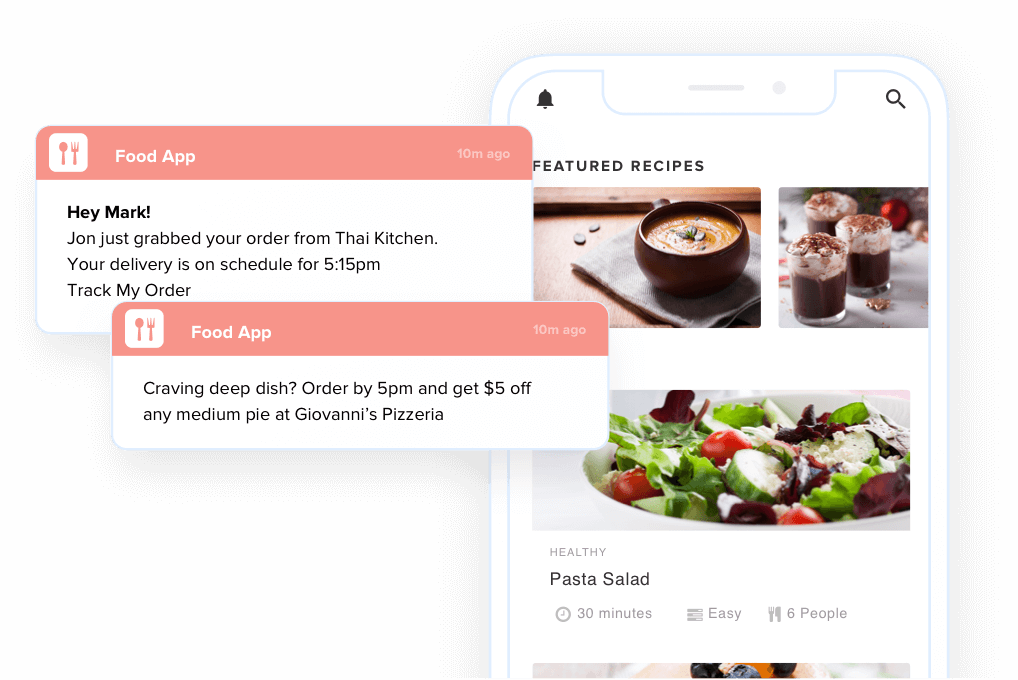 FEATURED RECIPES
Food App
10m ago
Hey Mark!
Jon just grabbed your order from Thai Kitchen.
Your delivery is on schedule for 5:15pm
Track My Order
Food App
10m ago
Craving deep dish? Order by 5pm and get $5 off
any medium pie at Giovanni’s Pizzeria
HEALTHY
Pasta Salad
30 minutes
Easy
6 People